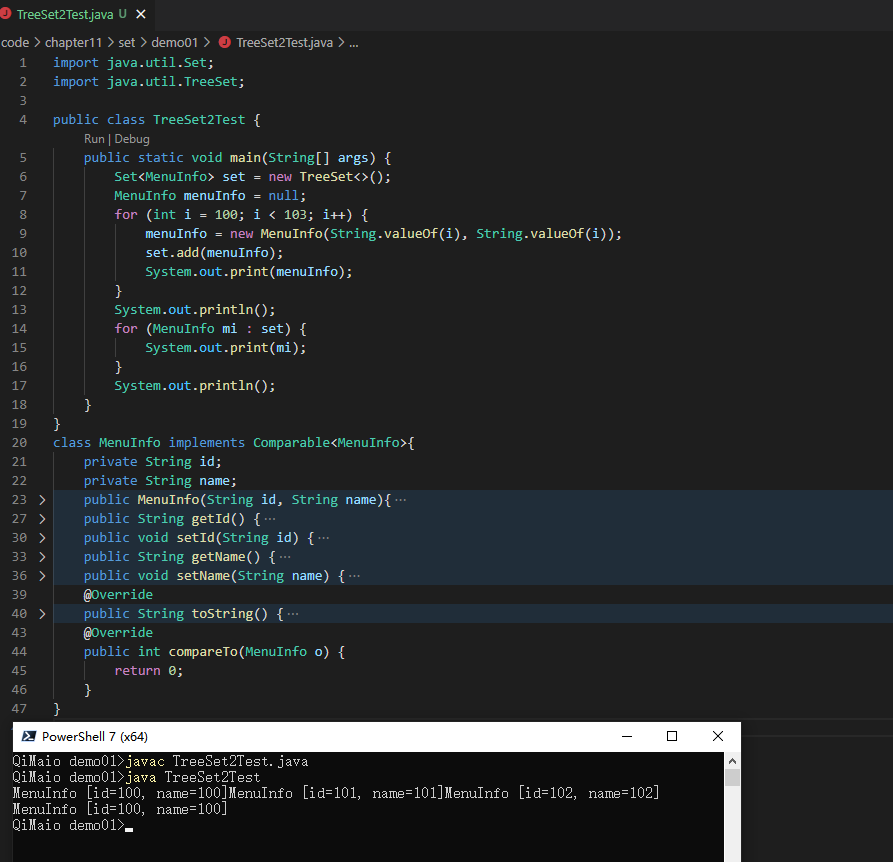 TreeSet2Test.java U ×
code > chapter11 > set > demo01 > J TreeSet2Test.java > ...
1 import java.util.Set;
2 import java.util.TreeSet;
3
4 public class TreeSet2Test {
Run | Debug
5 public static void main(String[] args) {
6 Set<MenuInfo> set = new TreeSet<>();
7 MenuInfo menuInfo = null;
8 for (int i = 100; i < 103; i++) {
9 menuInfo = new MenuInfo(String.valueOf(i), String.valueOf(i));
10 set.add(menuInfo);
11 System.out.print(menuInfo);
12 }
13 System.out.println();
14 for (MenuInfo mi : set) {
15 System.out.print(mi);
16 }
17 System.out.println();
18 }
19 }
20 class MenuInfo implements Comparable<MenuInfo>{
21 private String id;
22 private String name;
23 > public MenuInfo(String id, String name){ ...
27 > public String getId() { ...
30 > public void setId(String id) { ...
33 > public String getName() { ...
36 > public void setName(String name) { ...
39 @Override
40 > public String toString() { ...
43 @Override
44 public int compareTo(MenuInfo o) {
45 return 0;
46 }
47 }
PowerShell 7 (x64)
QiMaio demo01>javac TreeSet2Test.java
QiMaio demo01>java TreeSet2Test
MenuInfo [id=100, name=100]MenuInfo [id=101, name=101]MenuInfo [id=102, name=102]
MenuInfo [id=100, name=100]
QiMaio demo01>